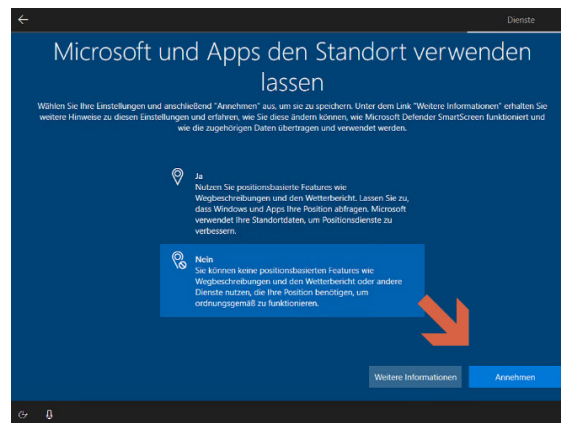 Dienste
Microsoft und Apps den Standort verwenden
lassen
Wählen Sie Ihre Einstellungen und anschließend "Annehmen" aus, um sie zu speichern. Unter dem Link "Weitere Informationen" erhalten Sie
weitere Hinweise zu diesen Einstellungen und erfahren, wie Sie diese ändern können, wie Microsoft Defender SmartScreen funktioniert und
wie die zugehörigen Daten übertragen und verwendet werden.
Ja
Nutzen Sie positionsbasierte Features wie
Wegbeschreibungen und den Wetterbericht. Lassen Sie zu,
dass Windows und Apps Ihre Position abfragen. Microsoft
verwendet Ihre Standortdaten, um Positionsdienste zu
verbessern.
Nein
Sie können keine positionsbasierten Features wie
Wegbeschreibungen und den Wetterbericht oder andere
Dienste nutzen, die Ihre Position benötigen, um
ordnungsgemäß zu funktionieren.
Weitere Informationen
Annehmen